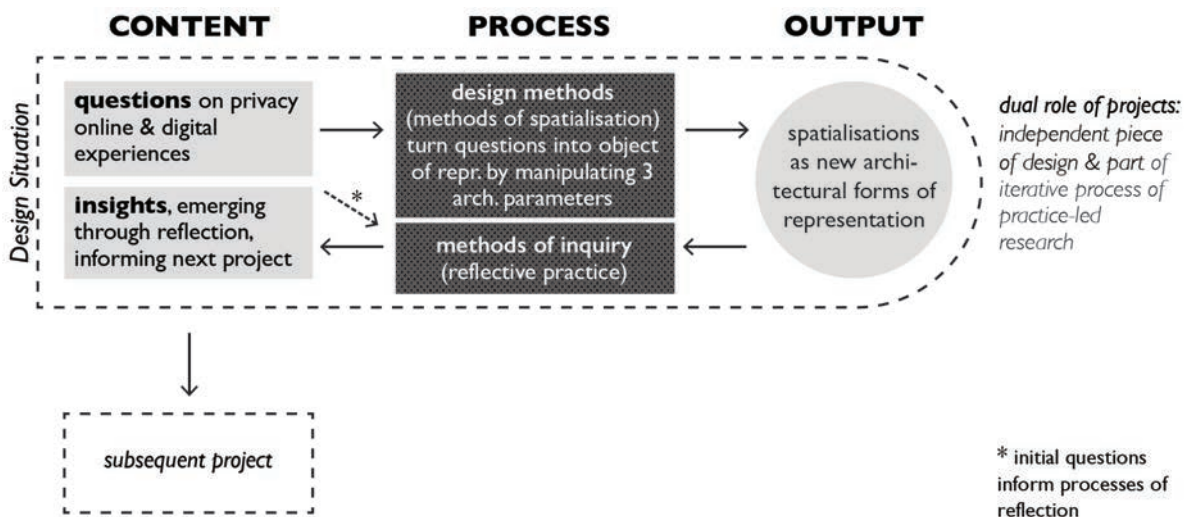 CONTENT
PROCESS
OUTPUT
Design Situation
questions on privacy
online & digital
experiences
*
insights, emerging
through reflection,
informing next project
design methods
(methods of spatialisation)
turn questions into object
of repr. by manipulating 3
arch. parameters
methods of inquiry
(reflective practice)
spatialisations
as new archi-
tectural forms of
representation
dual role of projects:
independent piece
of design & part of
iterative process of
practice-led
research
subsequent project
* initial questions
inform processes of
reflection